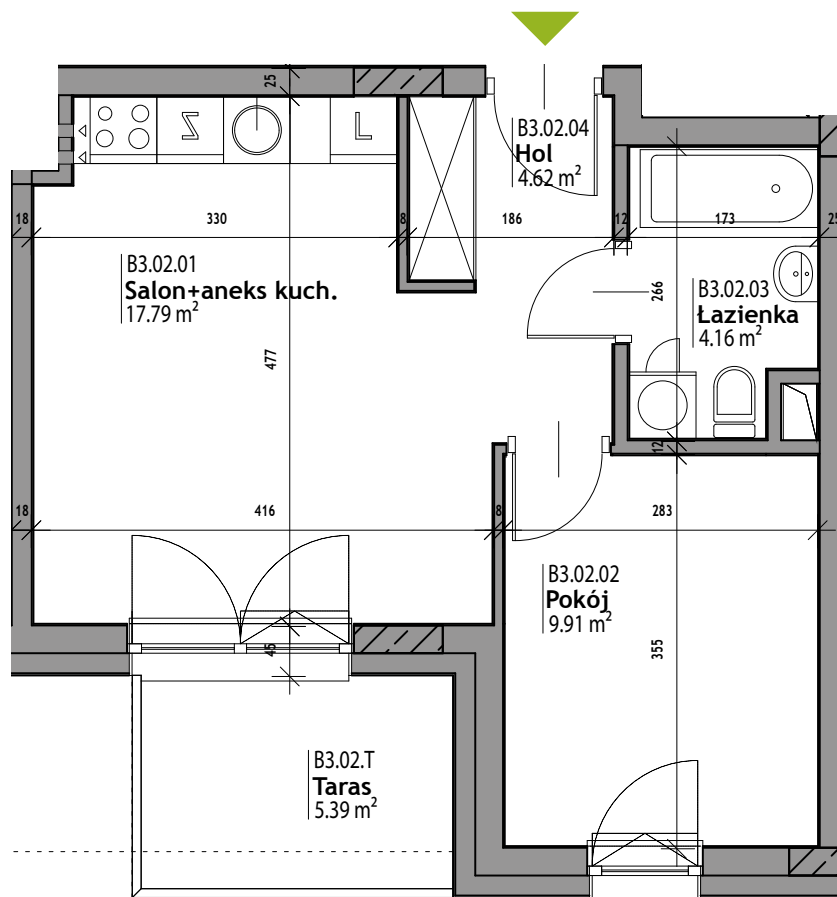 25
Z
L
B3.02.04
Hol
4.62 m²
18
330
8
186
12
173
25
B3.02.01
Salon+aneks kuch.
17.79 m²
266
B3.02.03
Łazienka
4.16 m²
477
12
18
416
8
283
B3.02.02
Pokój
9.91 m²
355
45
B3.02.T
Taras
5.39 m²